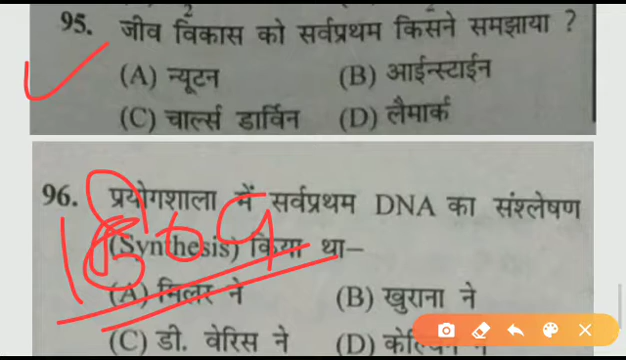 95. जीव विकास को सर्वप्रथम किसने समझाया ?
(A) न्यूटन (B) आईन्स्टाईन
(C) चार्ल्स डार्विन (D) लैमार्क
96. प्रयोगशाला में सर्वप्रथम DNA का संश्लेषण
(Synthesis) किया था–
1869
(A) मिलर ने (B) खुराना ने
(C) डी. वेरिस ने (D)